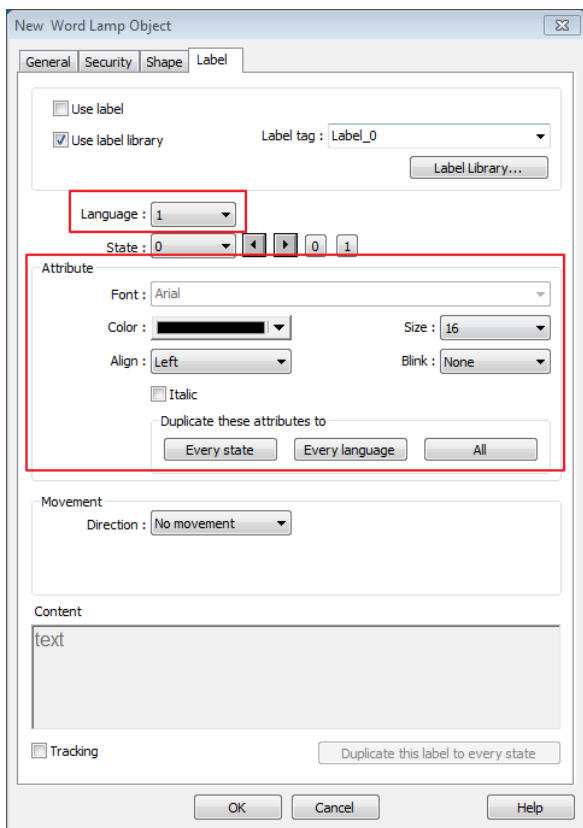 New Word Lamp Object
General Security Shape Label
Use label
Use label library
Label tag : Label_0
Label Library...
Language : 1
State : 0 0 1
Attribute
Font : Arial
Color : Size : 16
Align : Left Blink : None
Italic
Duplicate these attributes to
Every state Every language All
Movement
Direction : No movement
Content
text
Tracking Duplicate this label to every state
OK Cancel Help